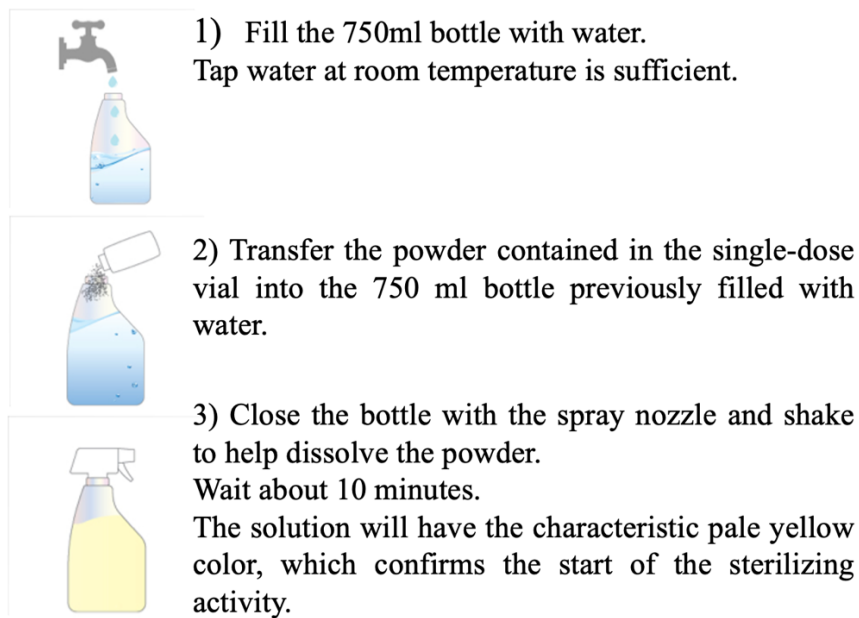 1) Fill the 750ml bottle with water.
Tap water at room temperature is sufficient.
2) Transfer the powder contained in the single-dose
vial into the 750 ml bottle previously filled with
water.
3) Close the bottle with the spray nozzle and shake
to help dissolve the powder.
Wait about 10 minutes.
The solution will have the characteristic pale yellow
color, which confirms the start of the sterilizing
activity.